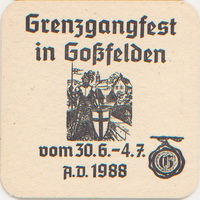 Grenzgangfest
in Goßfelden
vom 30.6.-4.7.
A.D. 1988
G